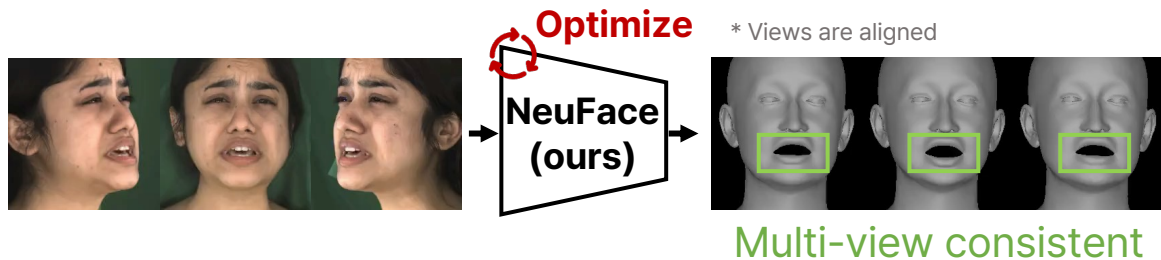 Optimize
* Views are aligned
NeuFace
(ours)
Multi-view consistent